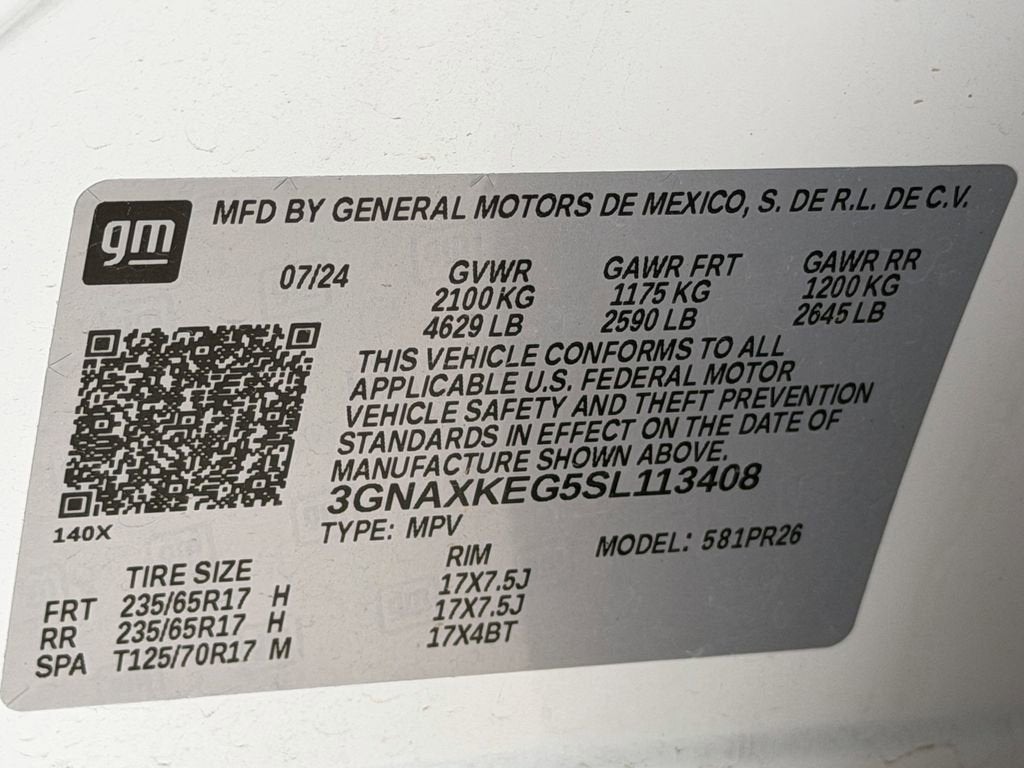 gm
MFD BY GENERAL MOTORS DE MEXICO, S. DE R.L. DE C.V.
07/24 GVWR GAWR FRT GAWR RR
2100 KG 1175 KG 1200 KG
4629 LB 2590 LB 2645 LB
THIS VEHICLE CONFORMS TO ALL
APPLICABLE U.S. FEDERAL MOTOR
VEHICLE SAFETY AND THEFT PREVENTION
STANDARDS IN EFFECT ON THE DATE OF
MANUFACTURE SHOWN ABOVE.
3GNAXKEG5SL113408
140X TYPE: MPV MODEL: 581PR26
TIRE SIZE RIM
FRT 235/65R17 H 17X7.5J
RR 235/65R17 H 17X7.5J
SPA T125/70R17 M 17X4BT